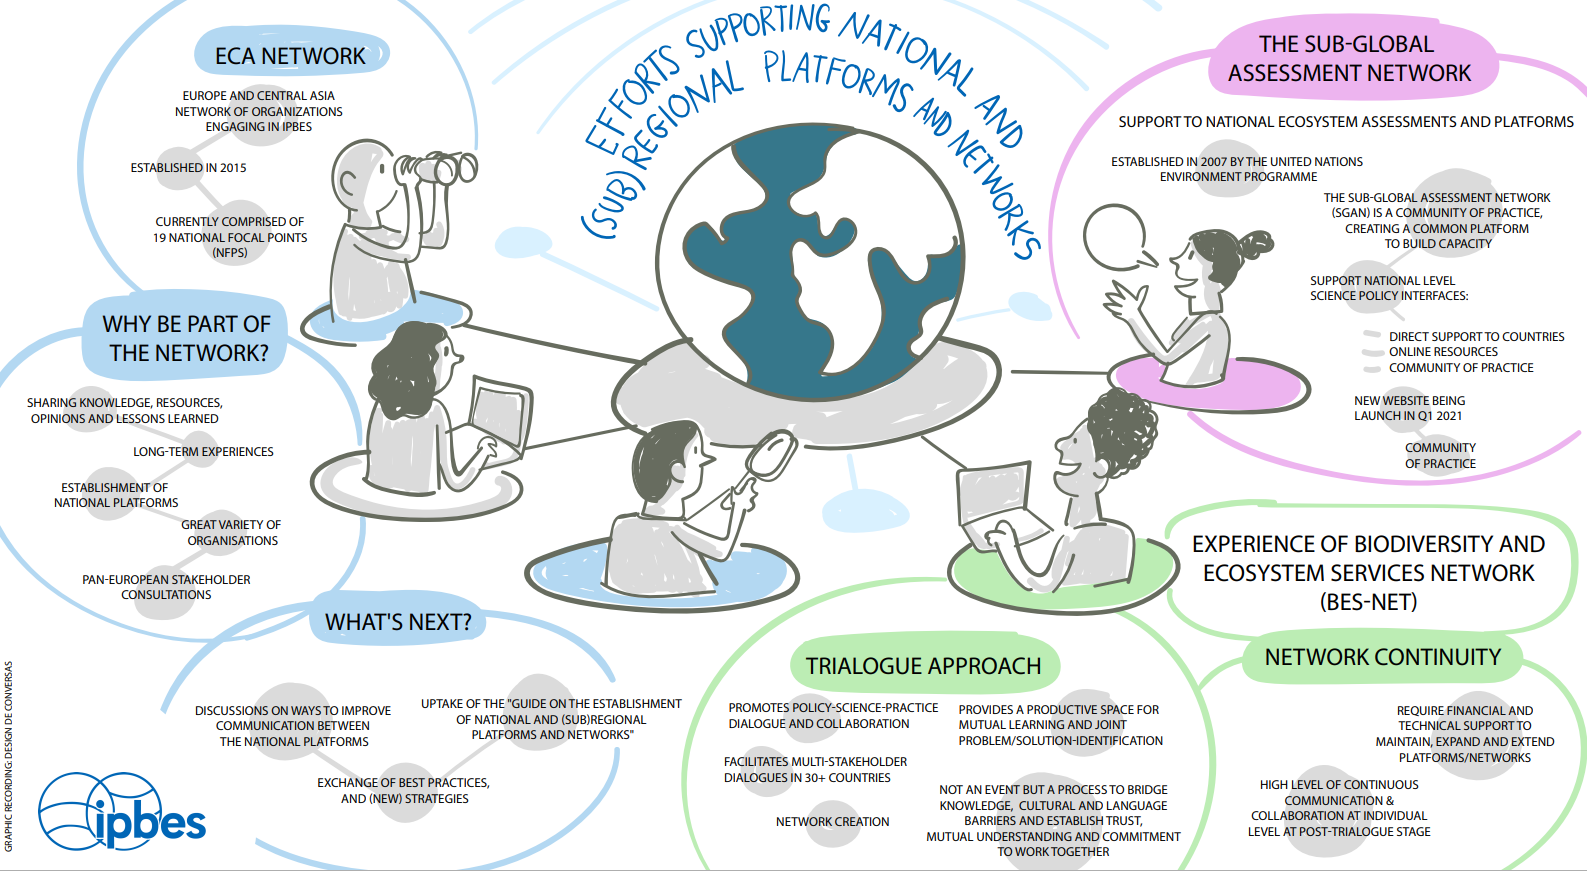 EFFORTS SUPPORTING NATIONAL AND
(SUB)REGIONAL PLATFORMS AND NETWORKS
ECA NETWORK
EUROPE AND CENTRAL ASIA
NETWORK OF ORGANIZATIONS
ENGAGING IN IPBES
ESTABLISHED IN 2015
CURRENTLY COMPRISED OF
19 NATIONAL FOCAL POINTS
(NFPS)
WHY BE PART OF
THE NETWORK?
SHARING KNOWLEDGE, RESOURCES,
OPINIONS AND LESSONS LEARNED
LONG-TERM EXPERIENCES
ESTABLISHMENT OF
NATIONAL PLATFORMS
GREAT VARIETY OF
ORGANISATIONS
PAN-EUROPEAN STAKEHOLDER
CONSULTATIONS
WHAT'S NEXT?
DISCUSSIONS ON WAYS TO IMPROVE
COMMUNICATION BETWEEN
THE NATIONAL PLATFORMS
UPTAKE OF THE "GUIDE ON THE ESTABLISHMENT
OF NATIONAL AND (SUB)REGIONAL
PLATFORMS AND NETWORKS"
EXCHANGE OF BEST PRACTICES,
AND (NEW) STRATEGIES
THE SUB-GLOBAL
ASSESSMENT NETWORK
SUPPORT TO NATIONAL ECOSYSTEM ASSESSMENTS AND PLATFORMS
ESTABLISHED IN 2007 BY THE UNITED NATIONS
ENVIRONMENT PROGRAMME
THE SUB-GLOBAL ASSESSMENT NETWORK
(SGAN) IS A COMMUNITY OF PRACTICE,
CREATING A COMMON PLATFORM
TO BUILD CAPACITY
SUPPORT NATIONAL LEVEL
SCIENCE POLICY INTERFACES:
DIRECT SUPPORT TO COUNTRIES
ONLINE RESOURCES
COMMUNITY OF PRACTICE
NEW WEBSITE BEING
LAUNCH IN Q1 2021
COMMUNITY
OF PRACTICE
EXPERIENCE OF BIODIVERSITY AND
ECOSYSTEM SERVICES NETWORK
(BES-NET)
TRIALOGUE APPROACH
PROMOTES POLICY-SCIENCE-PRACTICE
DIALOGUE AND COLLABORATION
FACILITATES MULTI-STAKEHOLDER
DIALOGUES IN 30+ COUNTRIES
NETWORK CREATION
PROVIDES A PRODUCTIVE SPACE FOR
MUTUAL LEARNING AND JOINT
PROBLEM/SOLUTION-IDENTIFICATION
NOT AN EVENT BUT A PROCESS TO BRIDGE
KNOWLEDGE, CULTURAL AND LANGUAGE
BARRIERS AND ESTABLISH TRUST,
MUTUAL UNDERSTANDING AND COMMITMENT
TO WORK TOGETHER
NETWORK CONTINUITY
REQUIRE FINANCIAL AND
TECHNICAL SUPPORT TO
MAINTAIN, EXPAND AND EXTEND
PLATFORMS/NETWORKS
HIGH LEVEL OF CONTINUOUS
COMMUNICATION &
COLLABORATION AT INDIVIDUAL
LEVEL AT POST-TRIALOGUE STAGE
GRAPHIC RECORDING: DESIGN DE CONVERSAS
ipbes